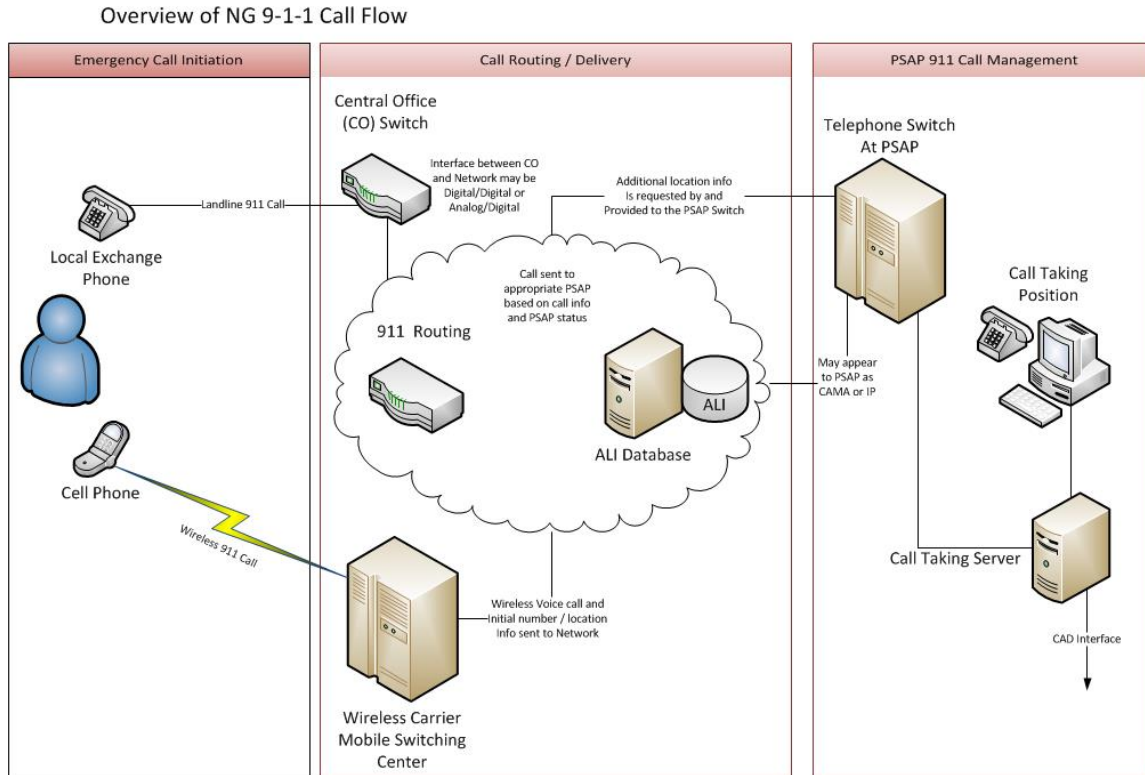 Overview of NG 9-1-1 Call Flow
Emergency Call Initiation
Call Routing / Delivery
PSAP 911 Call Management
Central Office
(CO) Switch
Interface between CO
and Network may be
Digital/Digital or
Analog/Digital
Landline 911 Call
Local Exchange
Phone
Additional location info
Is requested by and
Provided to the PSAP Switch
Telephone Switch
At PSAP
Call sent to
appropriate PSAP
based on call info
and PSAP status
911 Routing
ALI
ALI Database
May appear
to PSAP as
CAMA or IP
Call Taking
Position
Cell Phone
Wireless 911 Call
Wireless Voice call and
Initial number / location
Info sent to Network
Wireless Carrier
Mobile Switching
Center
Call Taking Server
CAD Interface